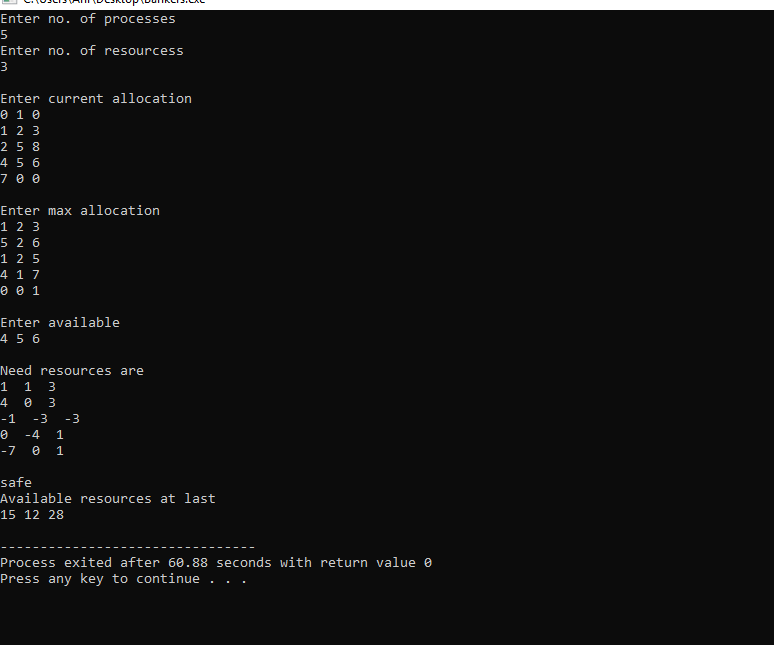 C:\Users\Ani\Desktop\Bankers.exe
Enter no. of processes
5
Enter no. of resourcess
3
Enter current allocation
0 1 0
1 2 3
2 5 8
4 5 6
7 0 0
Enter max allocation
1 2 3
5 2 6
1 2 5
4 1 7
0 0 1
Enter available
4 5 6
Need resources are
1  1  3
4  0  3
-1  -3  -3
0  -4  1
-7  0  1
safe
Available resources at last
15 12 28
--------------------------------
Process exited after 60.88 seconds with return value 0
Press any key to continue . . .